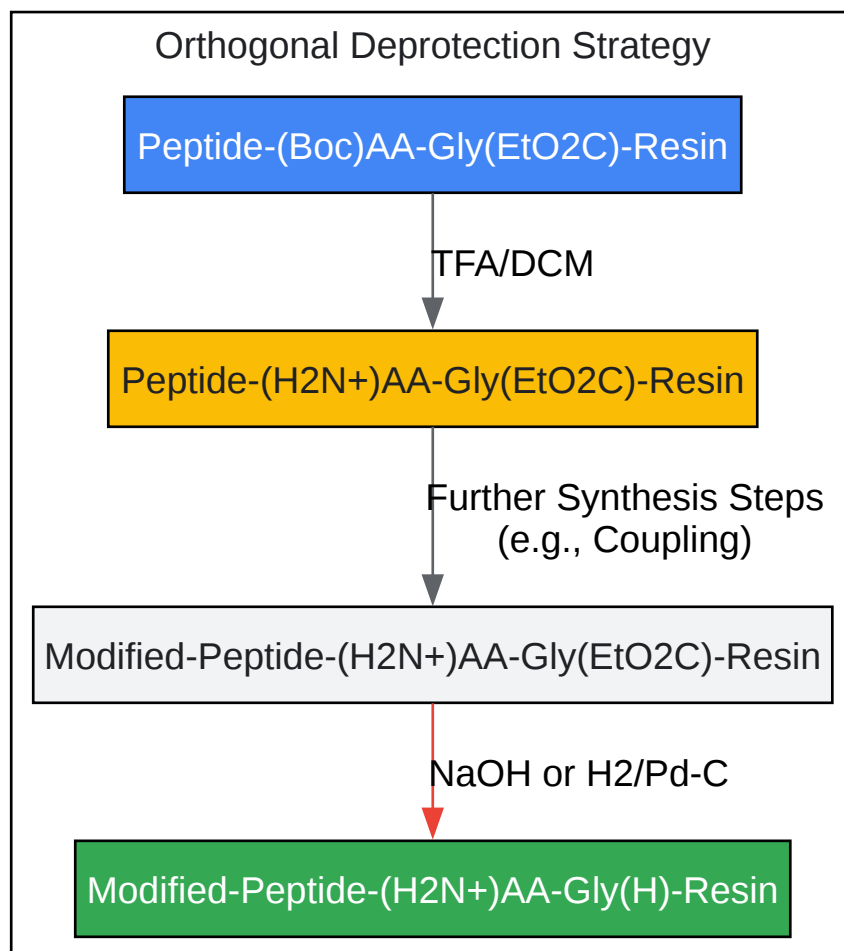 Orthogonal Deprotection Strategy
Peptide-(Boc)AA-Gly(EtO2C)-Resin
TFA/DCM
Peptide-(H2N+)AA-Gly(EtO2C)-Resin
Further Synthesis Steps
(e.g., Coupling)
Modified-Peptide-(H2N+)AA-Gly(EtO2C)-Resin
NaOH or H2/Pd-C
Modified-Peptide-(H2N+)AA-Gly(H)-Resin